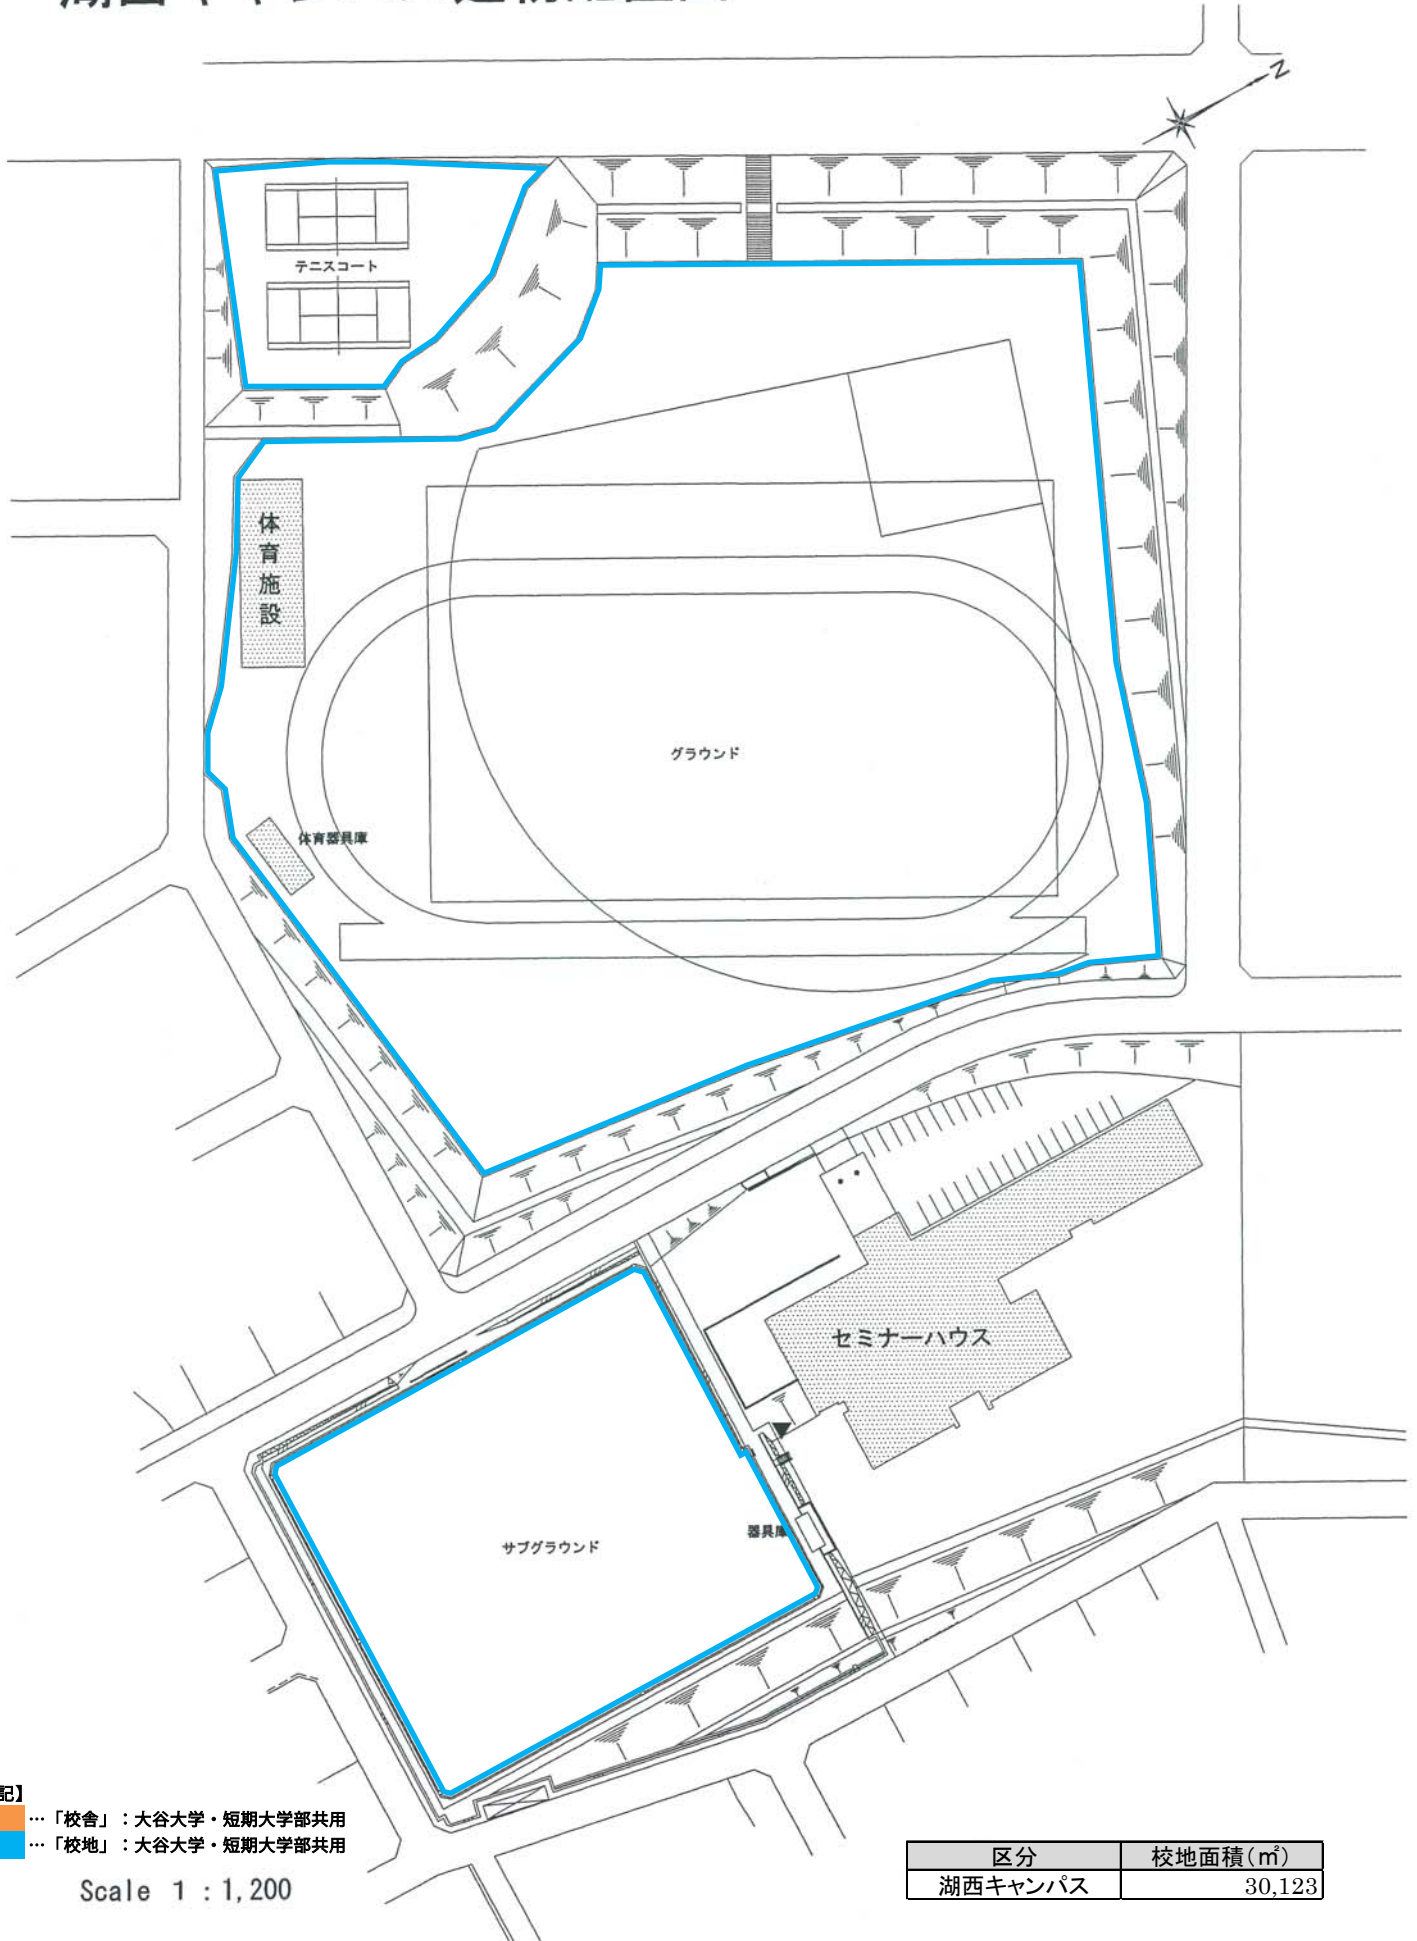 N
テニスコート
体育施設
グラウンド
体育器具庫
セミナーハウス
サブグラウンド
器具庫
記】
…「校舎」：大谷大学・短期大学部共用
…「校地」：大谷大学・短期大学部共用
Scale 1 : 1,200
区分 校地面積(㎡)
湖西キャンパス 30,123